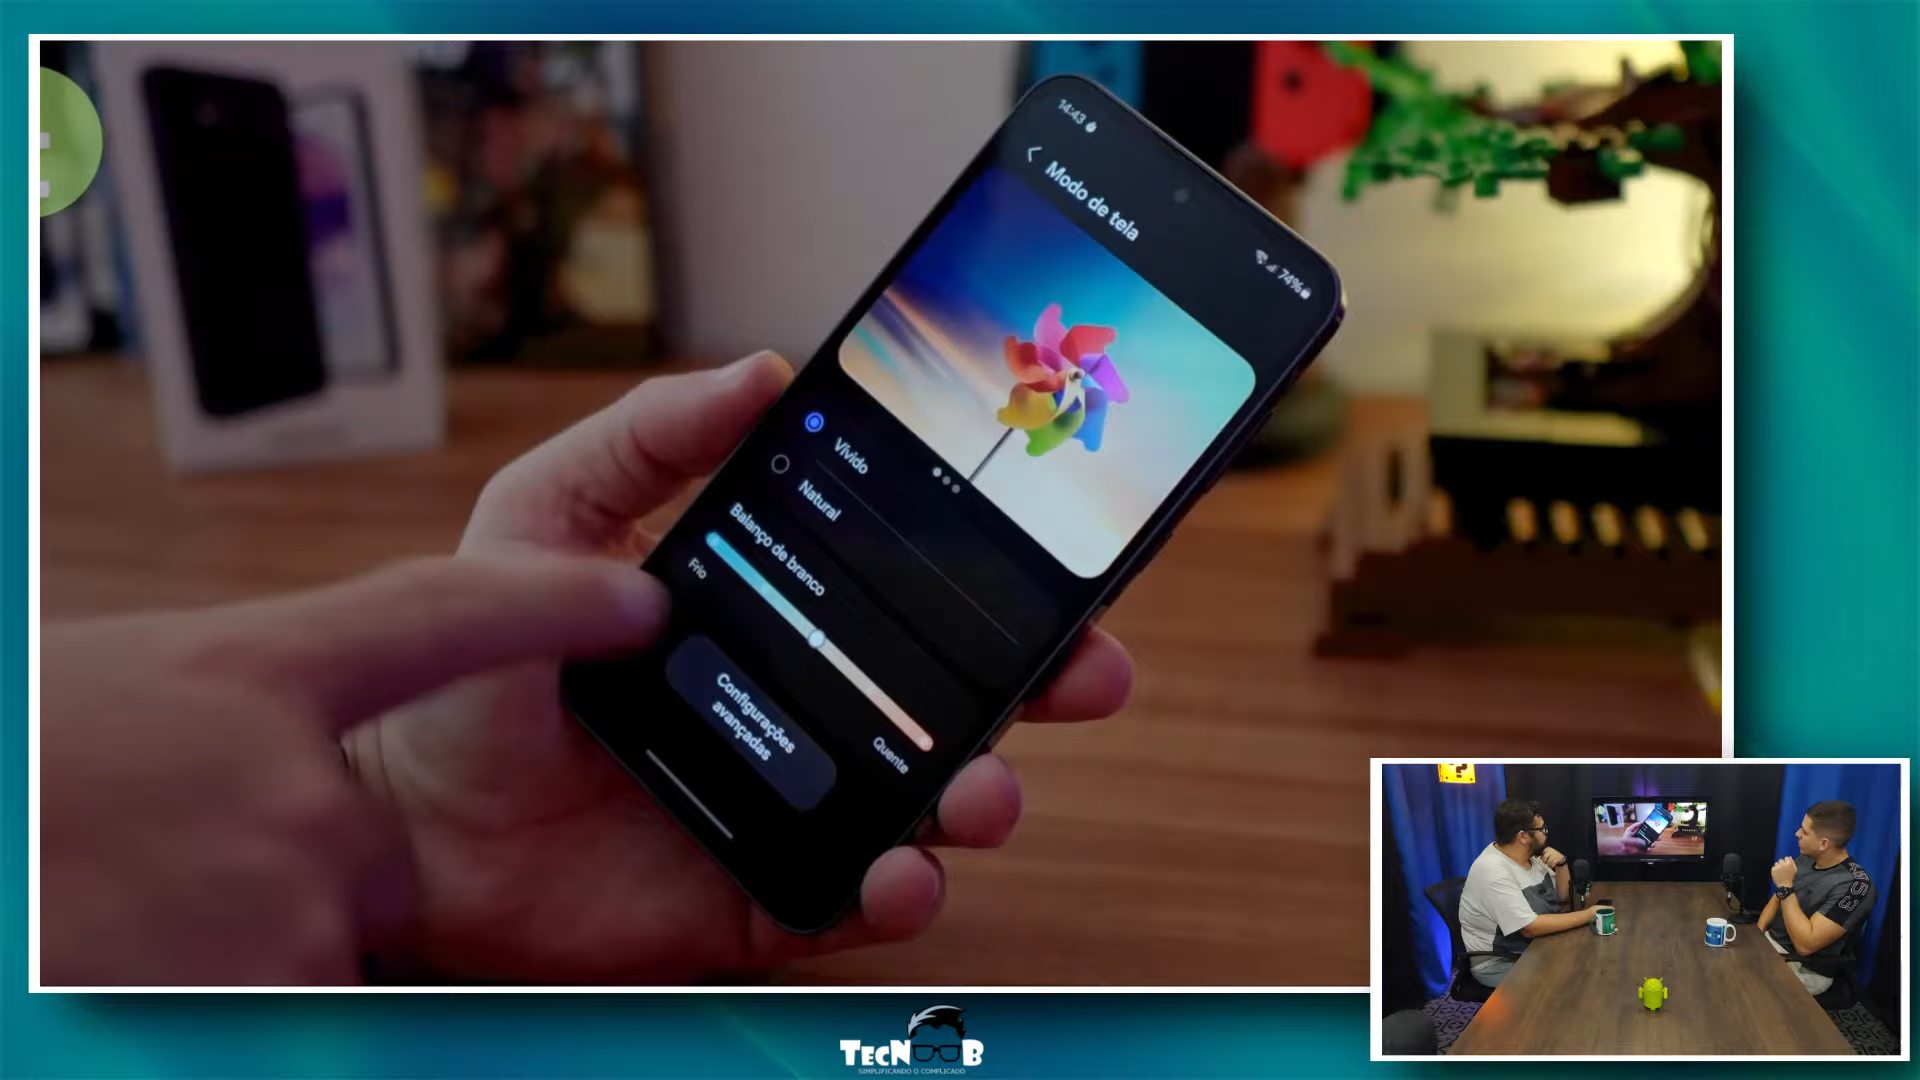 14:43
74%
Modo de tela
Vívido
Natural
Balanço de branco
Frio
Quente
Configurações
avançadas
?
TECNOOB
SIMPLIFICANDO O COMPLICADO